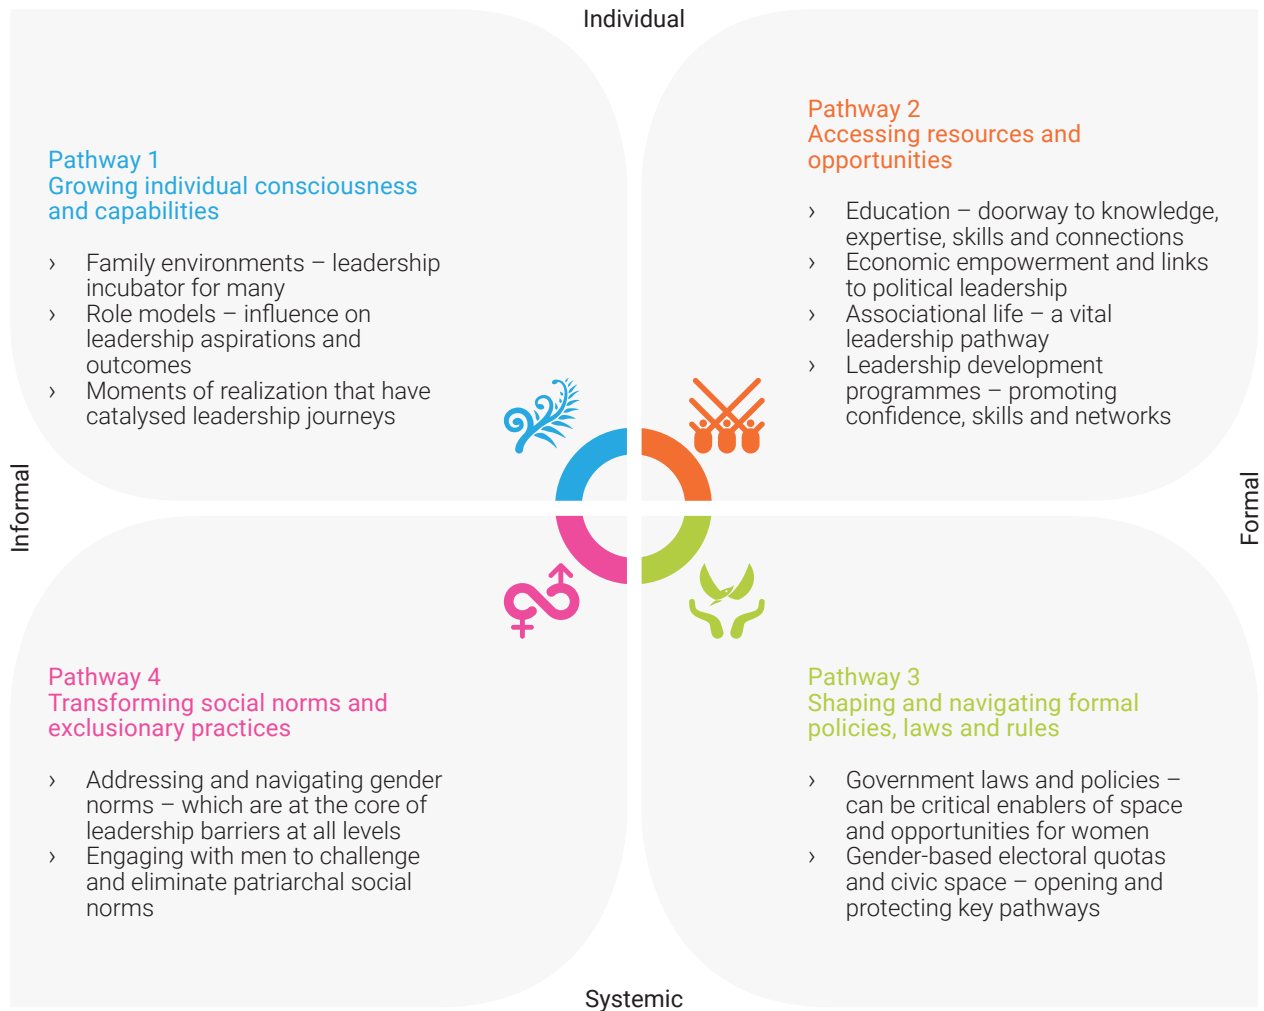 Individual
Pathway 1
Growing individual consciousness
and capabilities
› Family environments – leadership
incubator for many
› Role models – influence on
leadership aspirations and
outcomes
› Moments of realization that have
catalysed leadership journeys
Pathway 2
Accessing resources and
opportunities
› Education – doorway to knowledge,
expertise, skills and connections
› Economic empowerment and links
to political leadership
› Associational life – a vital
leadership pathway
› Leadership development
programmes – promoting
confidence, skills and networks
Informal
Formal
Pathway 4
Transforming social norms and
exclusionary practices
› Addressing and navigating gender
norms – which are at the core of
leadership barriers at all levels
› Engaging with men to challenge
and eliminate patriarchal social
norms
Pathway 3
Shaping and navigating formal
policies, laws and rules
› Government laws and policies –
can be critical enablers of space
and opportunities for women
› Gender-based electoral quotas
and civic space – opening and
protecting key pathways
Systemic